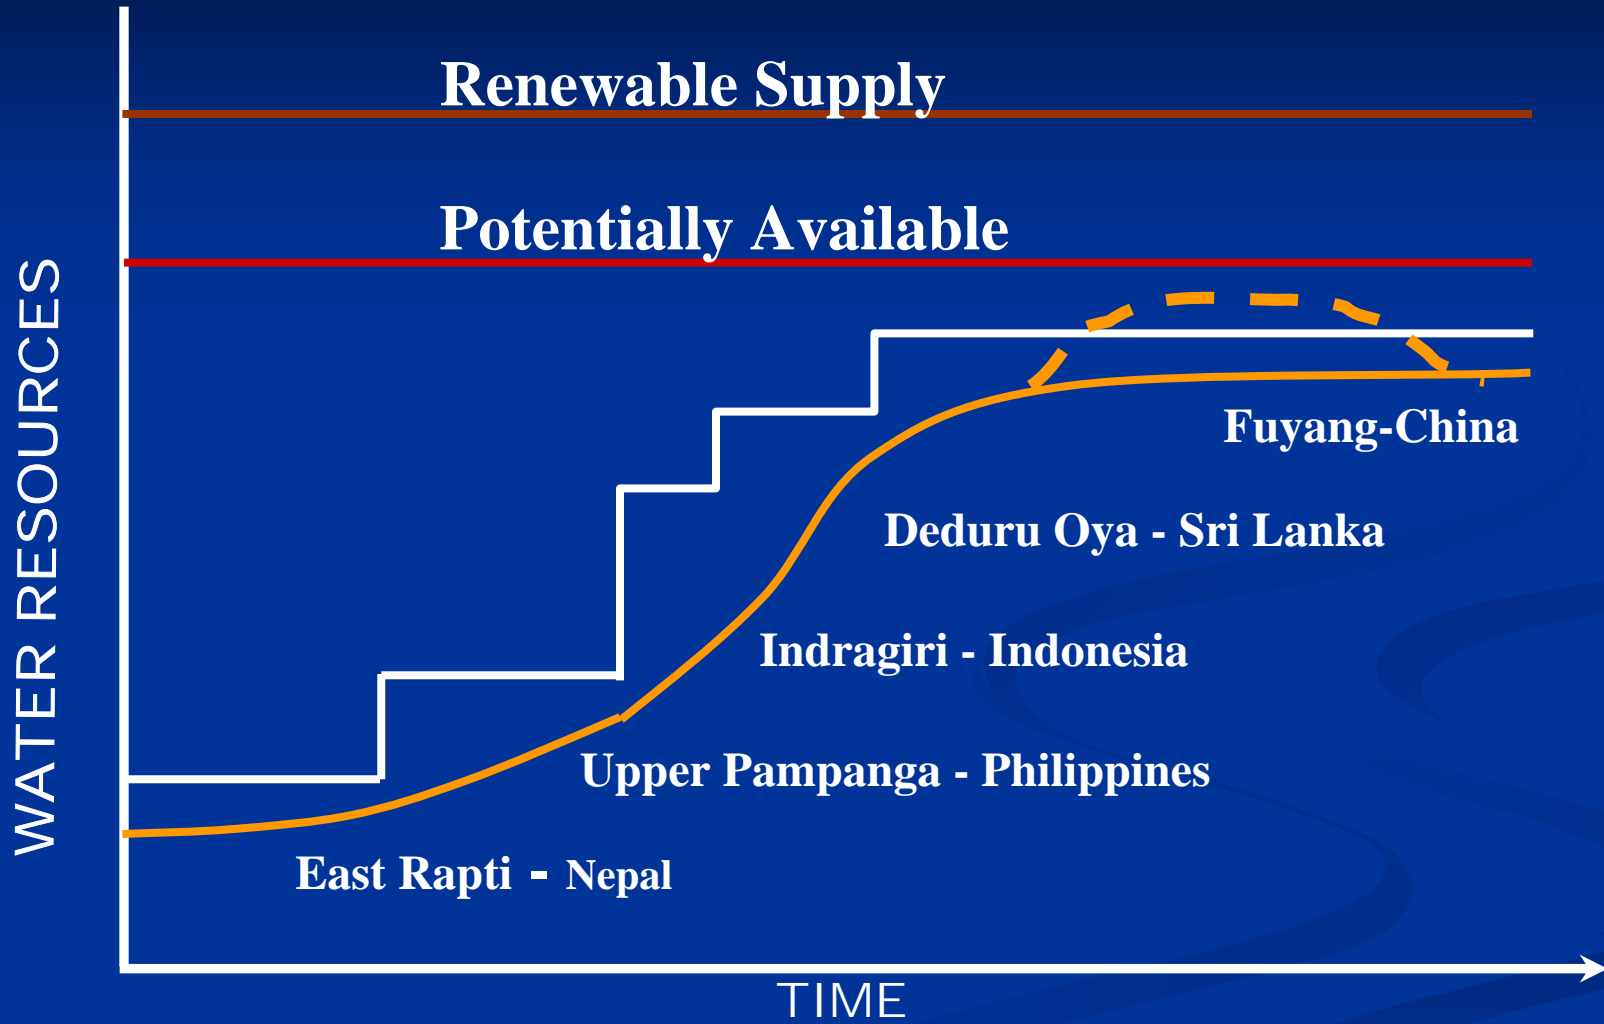 Renewable Supply
Potentially Available
WATER RESOURCES
Fuyang-China
Deduru Oya - Sri Lanka
Indragiri - Indonesia
Upper Pampanga - Philippines
East Rapti - Nepal
TIME